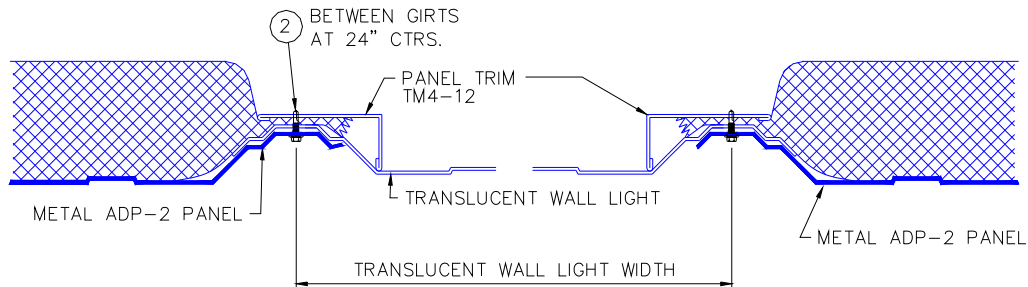 2
BETWEEN GIRTS
AT 24" CTRS.
PANEL TRIM
TM4-12
TRANSLUCENT WALL LIGHT
METAL ADP-2 PANEL
METAL ADP-2 PANEL
TRANSLUCENT WALL LIGHT WIDTH